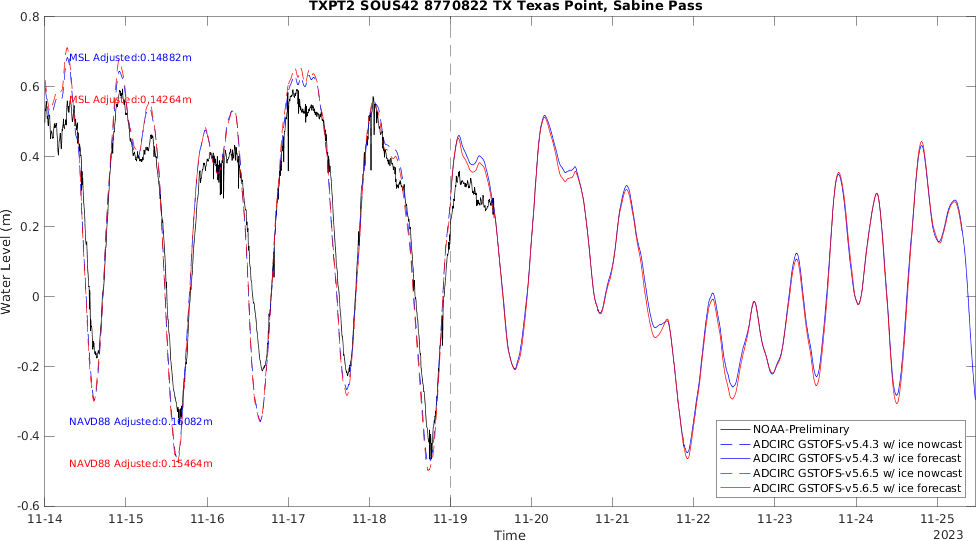 TXPT2 SOUS42 8770822 TX Texas Point, Sabine Pass
0.8
0.6
0.4
0.2
0
-0.2
-0.4
-0.6
Water Level (m)
MSL Adjusted:0.14882m
MSL Adjusted:0.14264m
NAVD88 Adjusted:0.16082m
NAVD88 Adjusted:0.15464m
NOAA-Preliminary
ADCIRC GSTOFS-v5.4.3 w/ ice nowcast
ADCIRC GSTOFS-v5.4.3 w/ ice forecast
ADCIRC GSTOFS-v5.6.5 w/ ice nowcast
ADCIRC GSTOFS-v5.6.5 w/ ice forecast
11-14 11-15 11-16 11-17 11-18 11-19 11-20 11-21 11-22 11-23 11-24 11-25
Time
2023